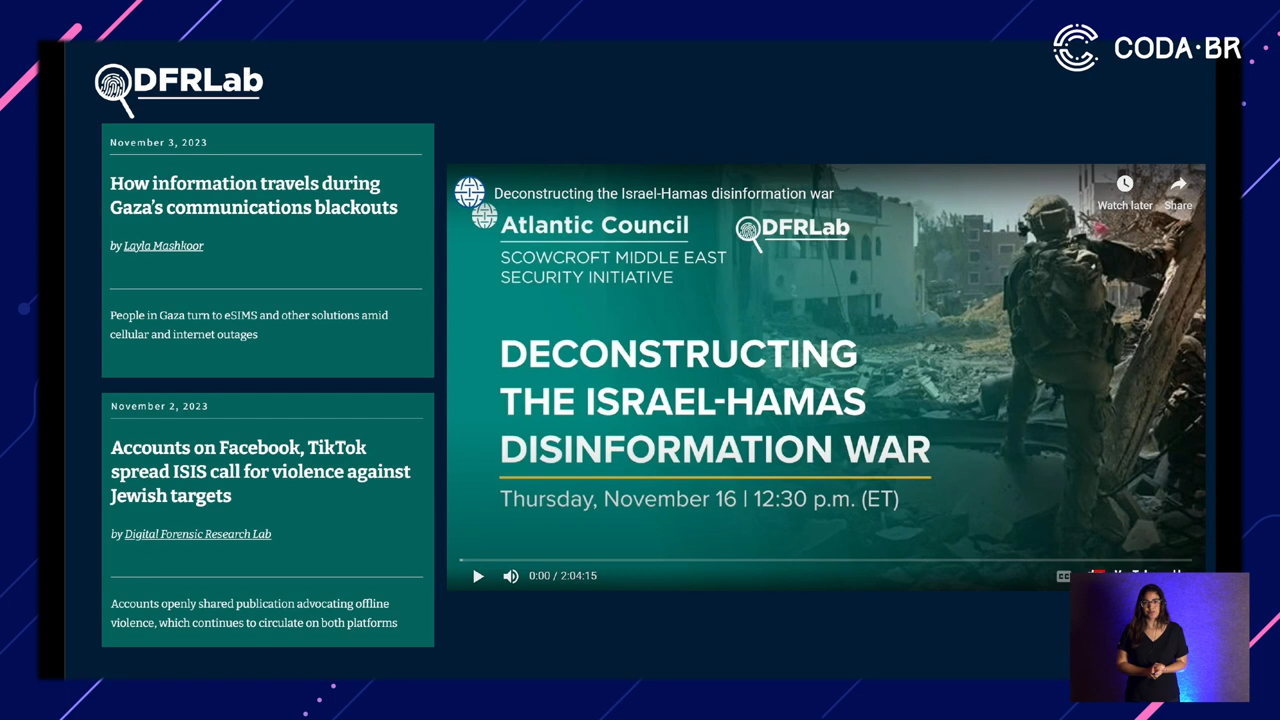 CODA·BR
DFRLab
November 3, 2023
How information travels during
Gaza's communications blackouts
by Layla Mashkoor
People in Gaza turn to eSIMS and other solutions amid
cellular and internet outages
November 2, 2023
Accounts on Facebook, TikTok
spread ISIS call for violence against
Jewish targets
by Digital Forensic Research Lab
Accounts openly shared publication advocating offline
violence, which continues to circulate on both platforms
Deconstructing the Israel-Hamas disinformation war
Watch later
Share
Atlantic Council
DFRLab
SCOWCROFT MIDDLE EAST
SECURITY INITIATIVE
DECONSTRUCTING
THE ISRAEL-HAMAS
DISINFORMATION WAR
Thursday, November 16 | 12:30 p.m. (ET)
0:00 / 2:04:15
CC